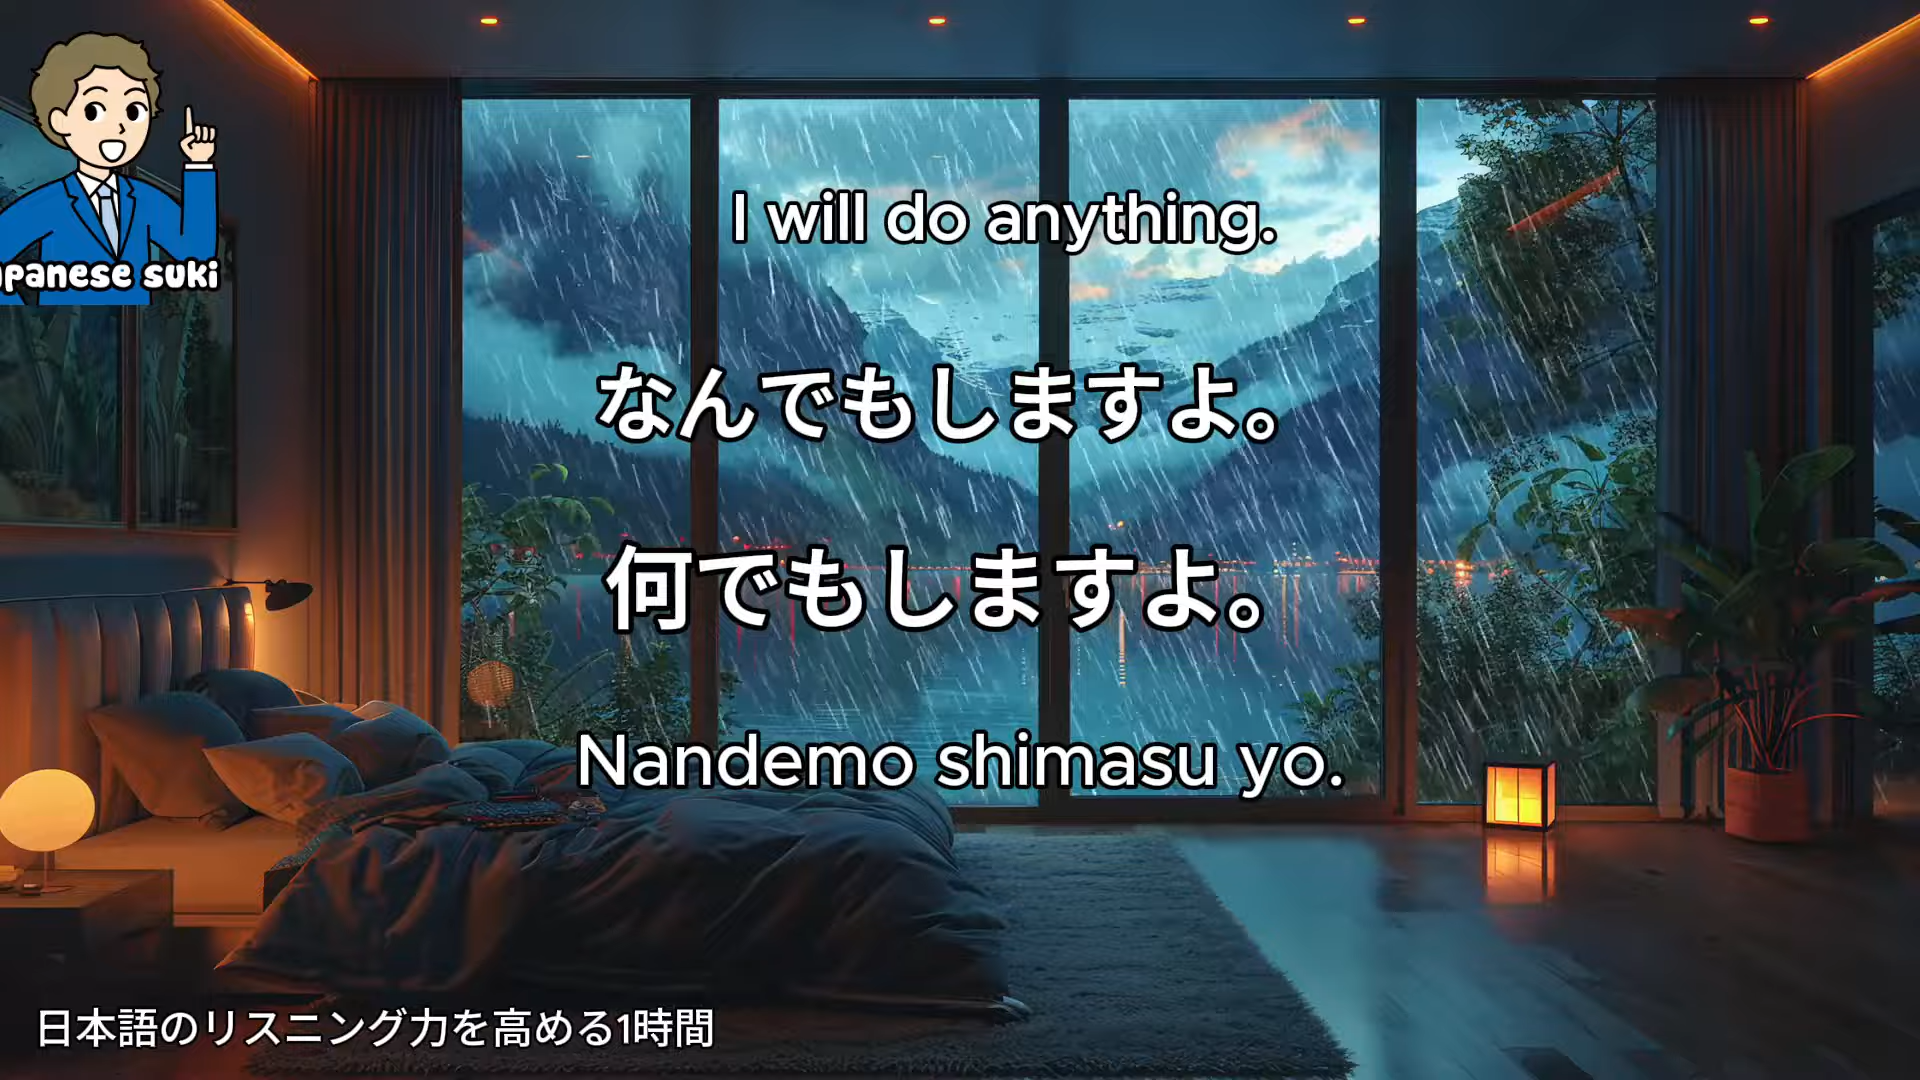 apanese suki
I will do anything.
なんでもしますよ。
何でもしますよ。
Nandemo shimasu yo.
日本語のリスニング力を高める1時間